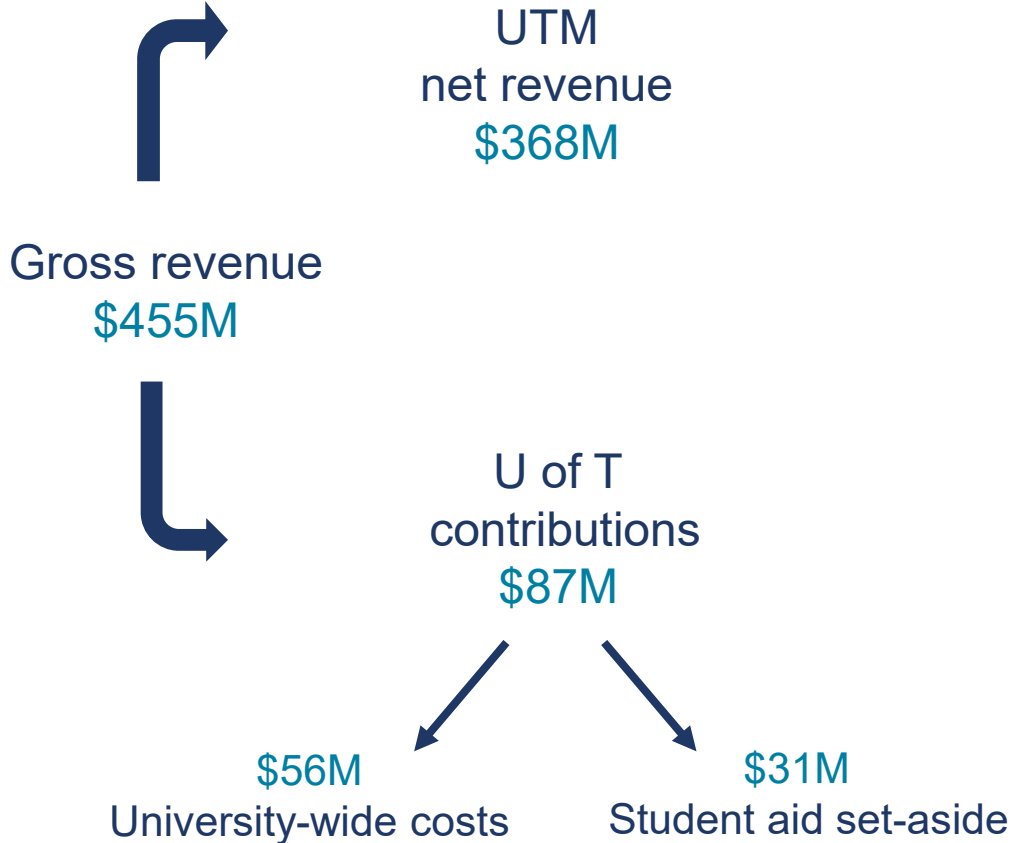 UTM
net revenue
$368M
Gross revenue
$455M
U of T
contributions
$87M
$56M
University-wide costs
$31M
Student aid set-aside